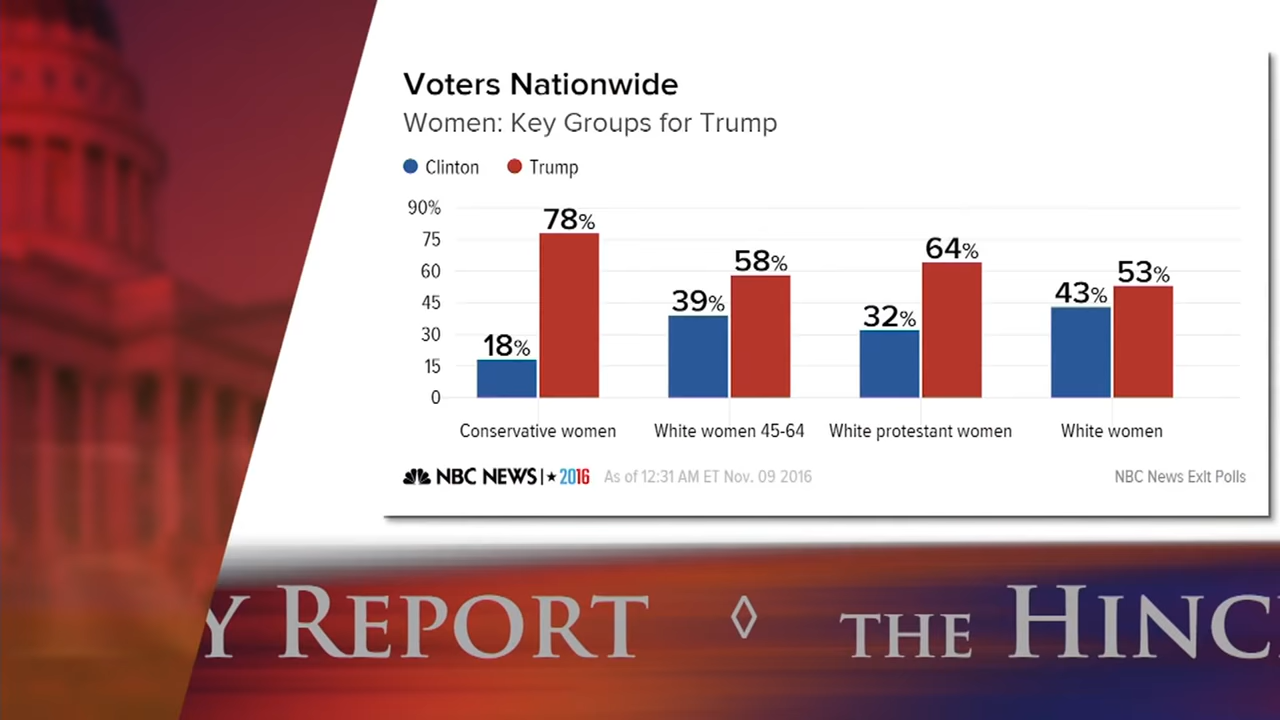 Voters Nationwide
Women: Key Groups for Trump
Clinton Trump
90%
75
60
45
30
15
0
18% 78% 39% 58% 32% 64% 43% 53%
Conservative women White women 45-64 White protestant women White women
NBC NEWS | ★ 2016 As of 12:31 AM ET Nov. 09 2016 NBC News Exit Polls
Y REPORT ◊ THE HINC